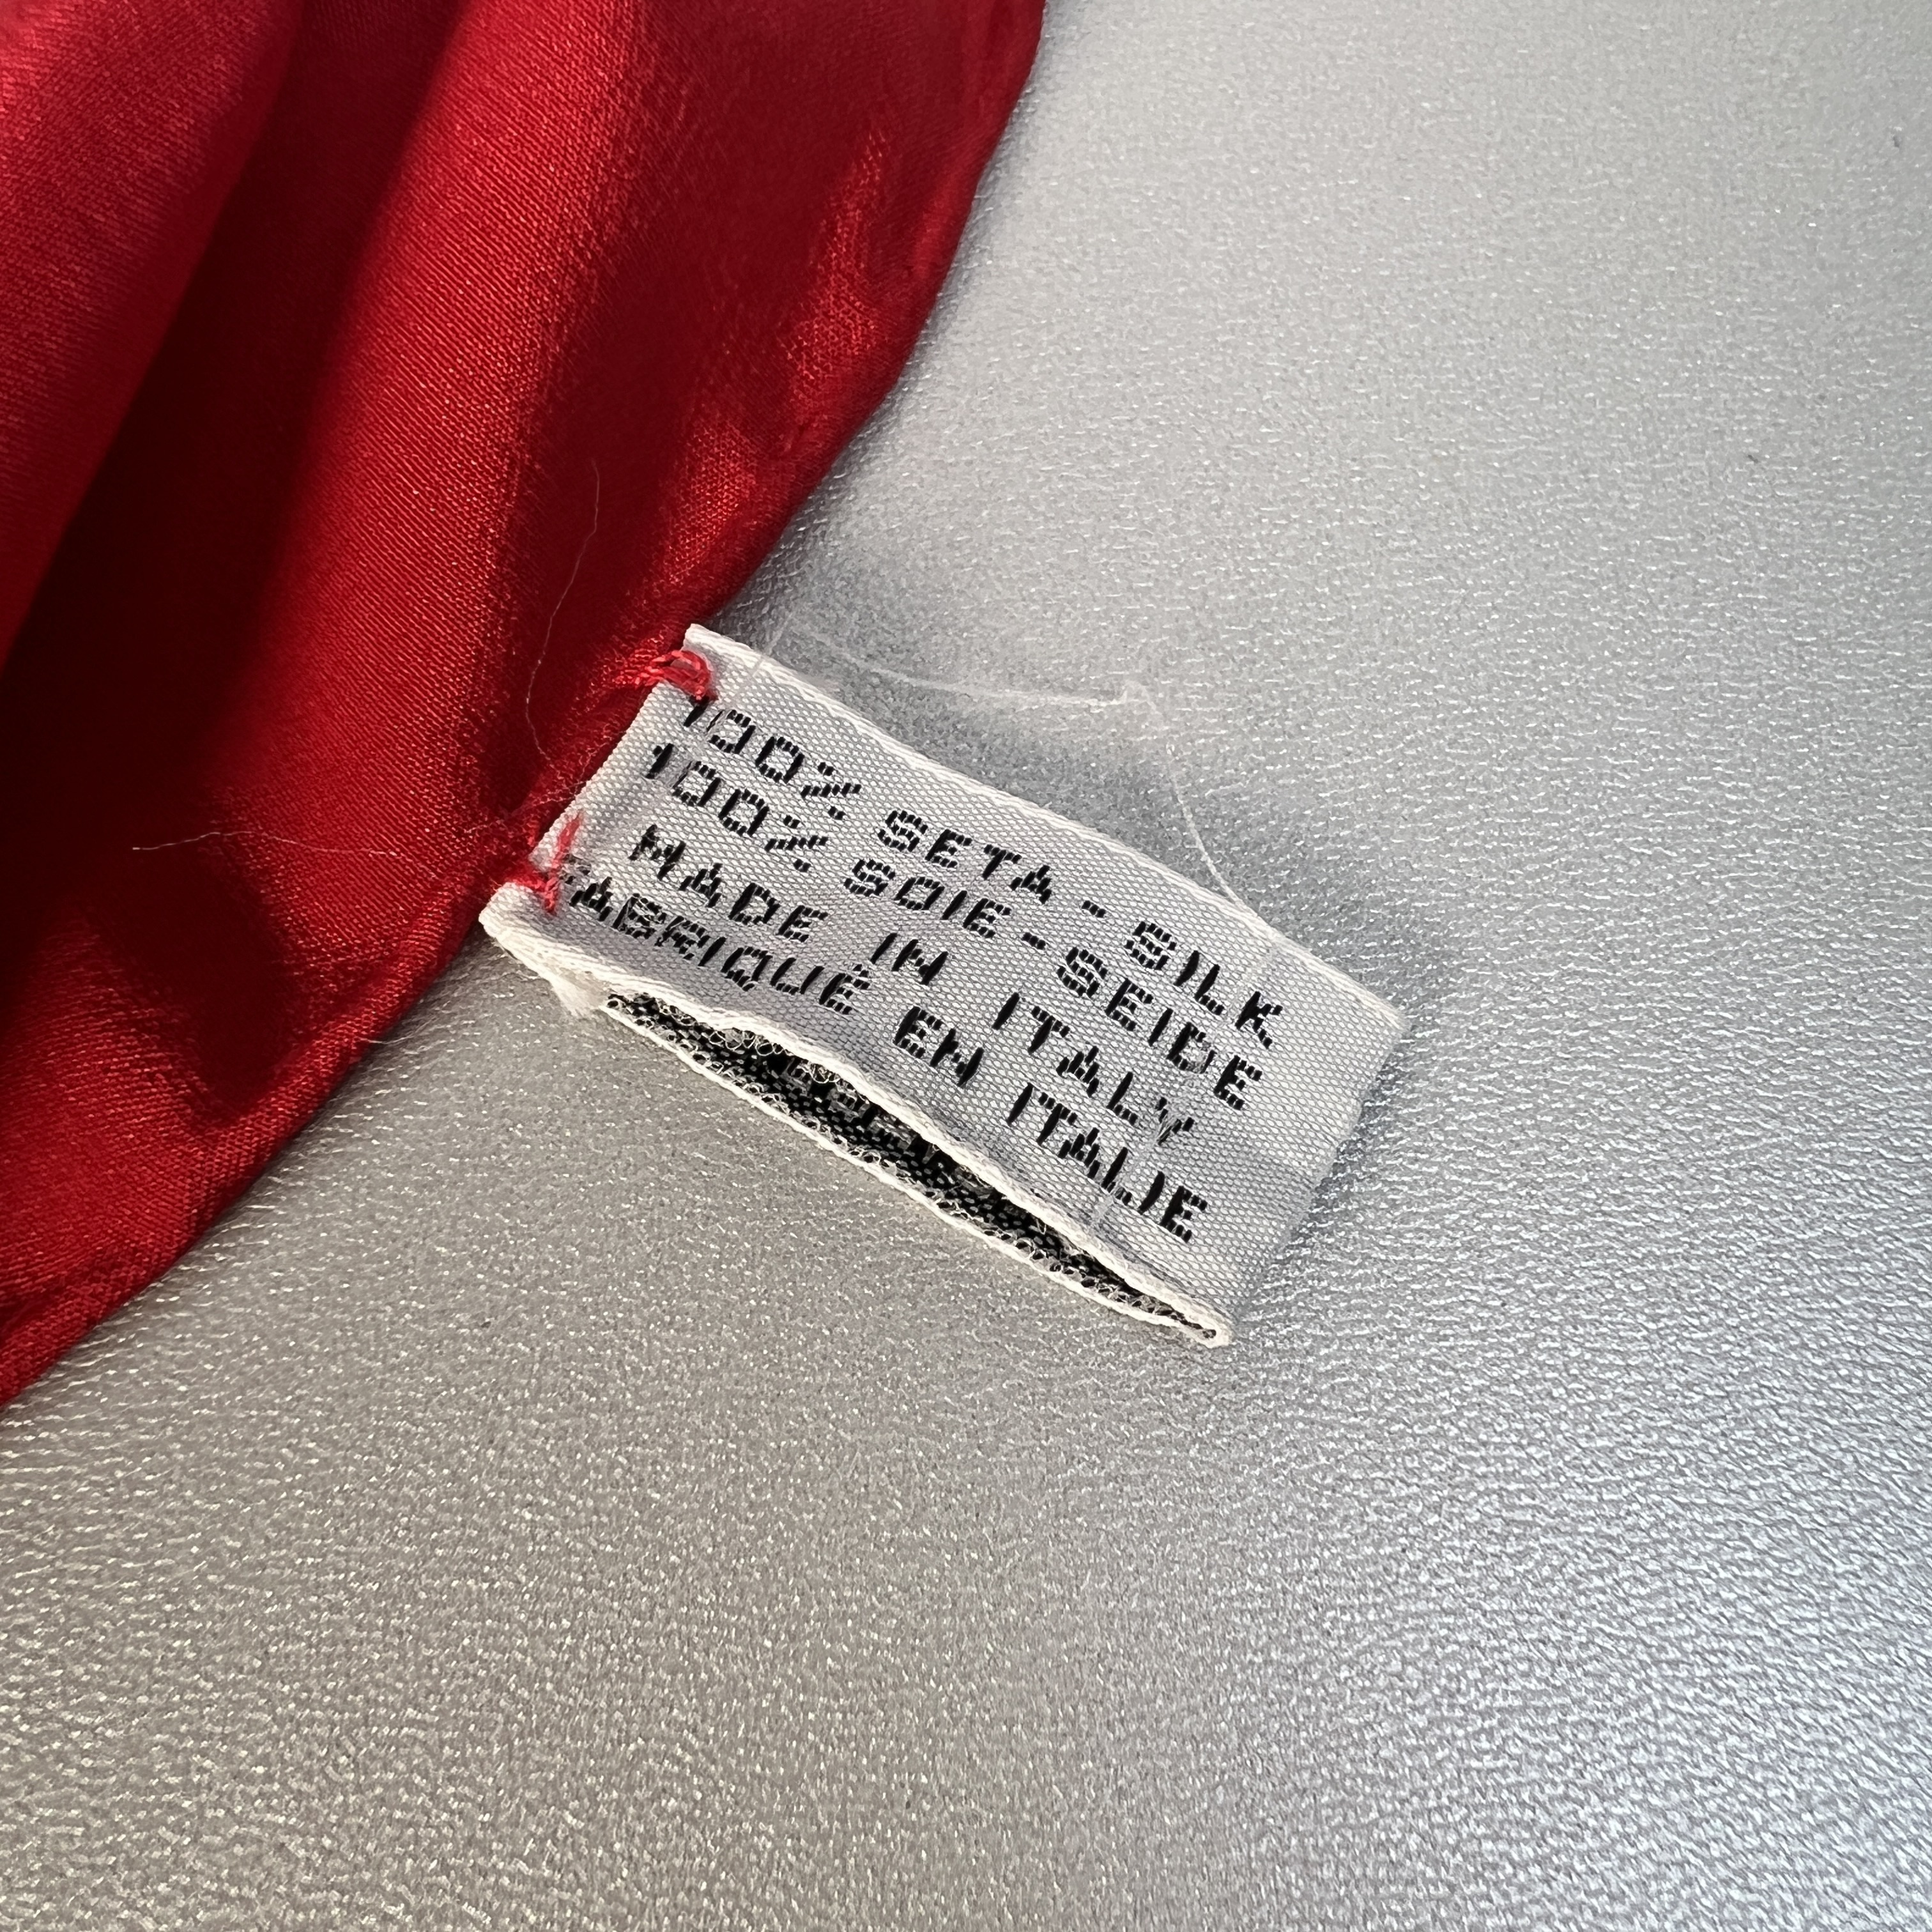 100% SETA - SILK
100% SOIE - SEIDE
MADE IN ITALY
FABRIQUÉ EN ITALIE